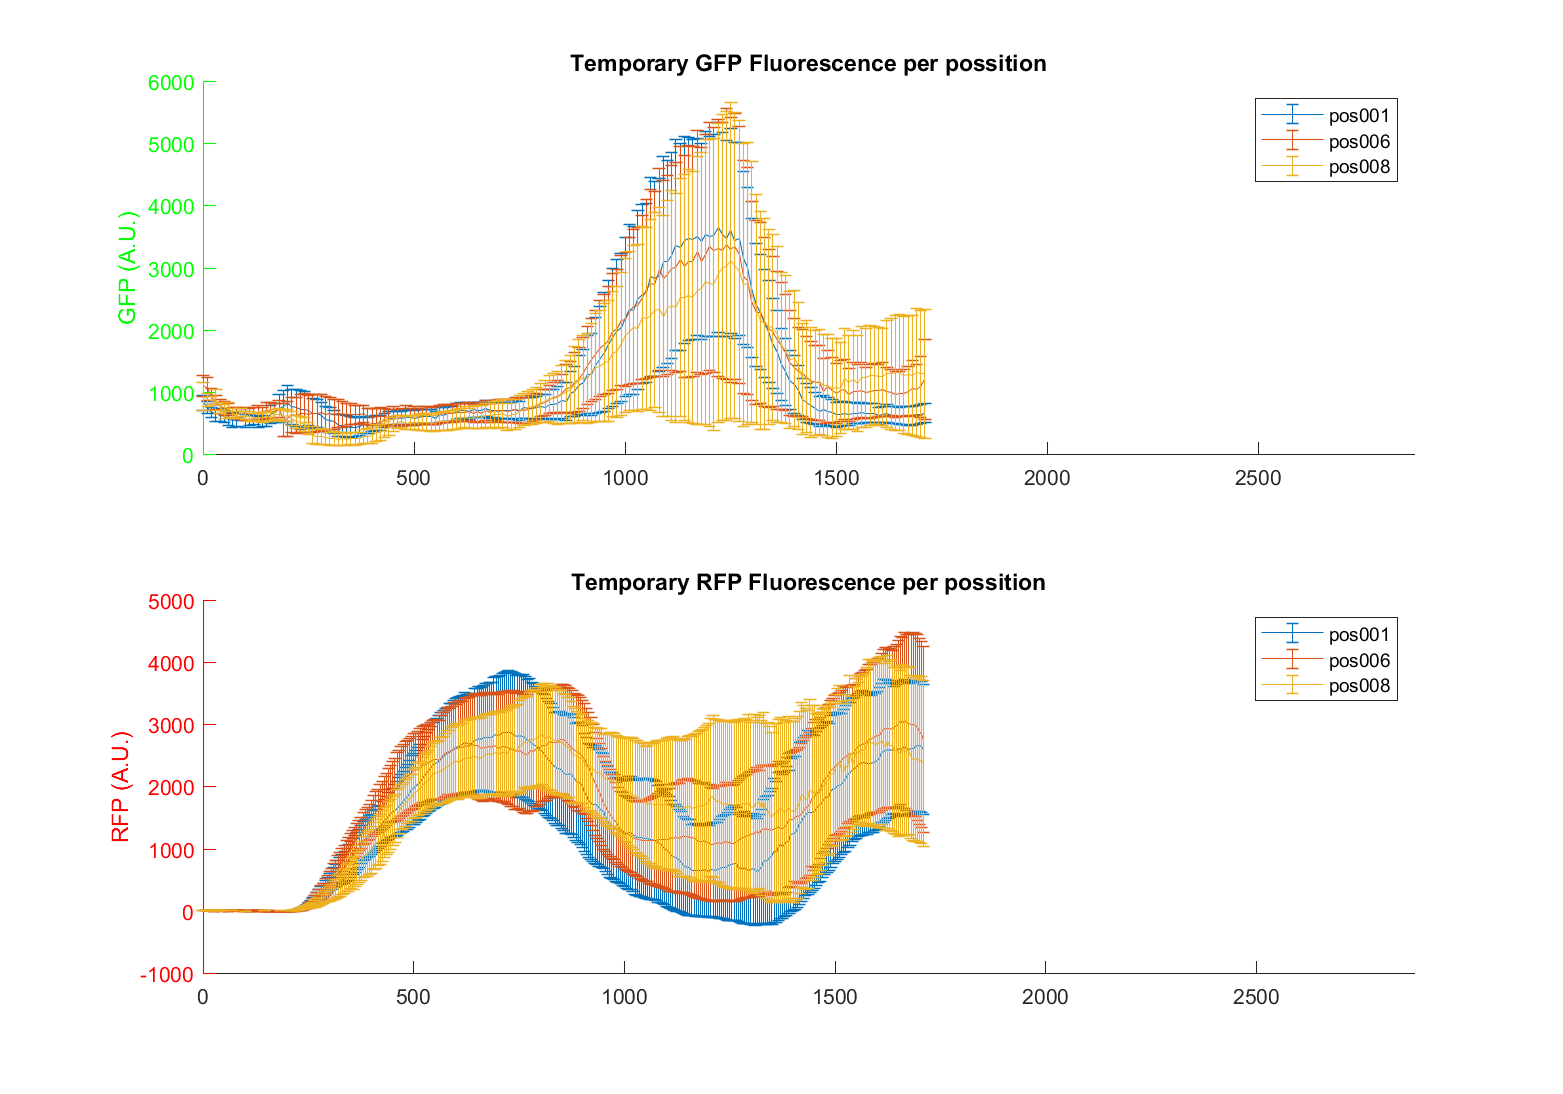 Temporary GFP Fluorescence per possition
6000
5000
4000
3000
2000
1000
0
GFP (A.U.)
0 500 1000 1500 2000 2500
pos001
pos006
pos008
Temporary RFP Fluorescence per possition
5000
4000
3000
2000
1000
0
-1000
RFP (A.U.)
0 500 1000 1500 2000 2500
pos001
pos006
pos008